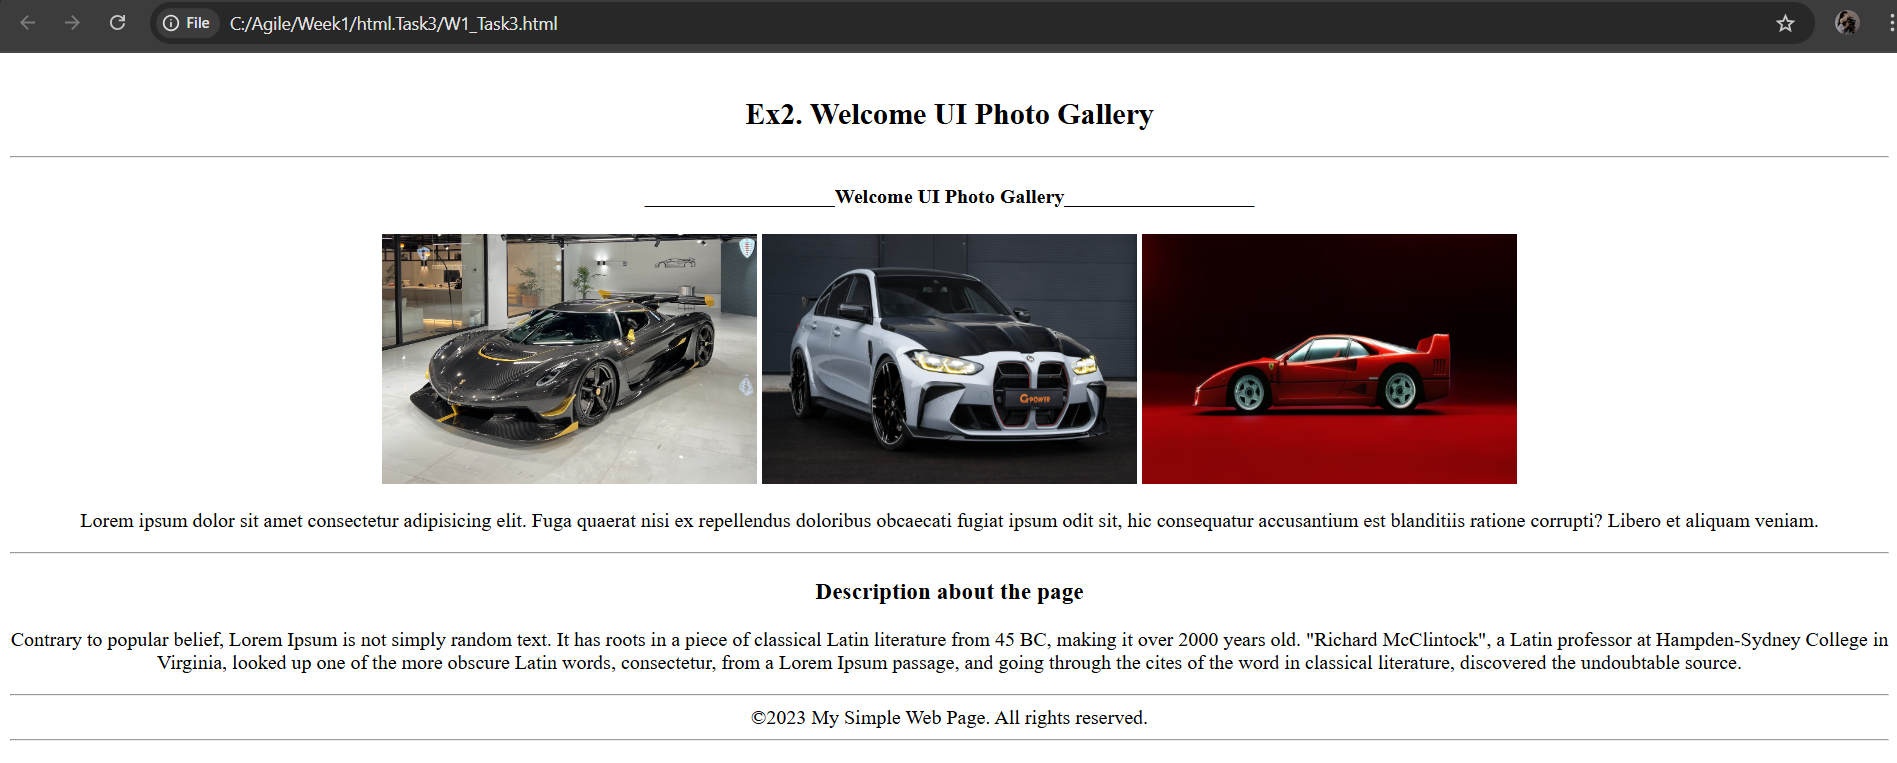 File C:/Agile/Week1/html.Task3/W1_Task3.html
Ex2. Welcome UI Photo Gallery
___________________Welcome UI Photo Gallery___________________
G POWER
Lorem ipsum dolor sit amet consectetur adipisicing elit. Fuga quaerat nisi ex repellendus doloribus obcaecati fugiat ipsum odit sit, hic consequatur accusantium est blanditiis ratione corrupti? Libero et aliquam veniam.
Description about the page
Contrary to popular belief, Lorem Ipsum is not simply random text. It has roots in a piece of classical Latin literature from 45 BC, making it over 2000 years old. "Richard McClintock", a Latin professor at Hampden-Sydney College in
Virginia, looked up one of the more obscure Latin words, consectetur, from a Lorem Ipsum passage, and going through the cites of the word in classical literature, discovered the undoubtable source.
©2023 My Simple Web Page. All rights reserved.